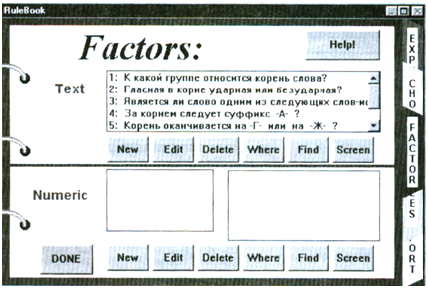 RuleBook
Factors:
Help!
Text
1: К какой группе относится корень слова?
2: Гласная в корне ударная или безударная?
3: Является ли слово одним из следующих слов-ис
4: За корнем следует суффикс -А- ?
5: Корень оканчивается на -Г- или на -Ж- ?
New Edit Delete Where Find Screen
Numeric
DONE New Edit Delete Where Find Screen
EXP
CHO
FACTOR
ES
ORT